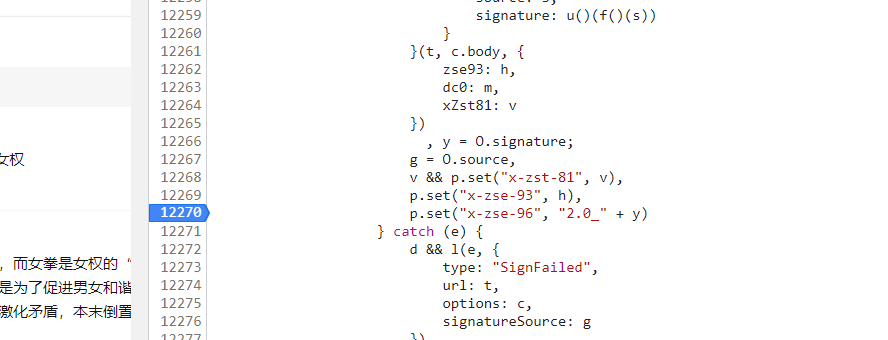 女权
，而女拳是女权的“
是为了促进男女和谐
激化矛盾，本末倒置
12259 signature: u()(f()(s))
12260 }
12261 }(t, c.body, {
12262 zse93: h,
12263 dc0: m,
12264 xZst81: v
12265 })
12266 , y = O.signature;
12267 g = O.source,
12268 v && p.set("x-zst-81", v),
12269 p.set("x-zse-93", h),
12270 p.set("x-zse-96", "2.0_" + y)
12271 } catch (e) {
12272 d && l(e, {
12273 type: "SignFailed",
12274 url: t,
12275 options: c,
12276 signatureSource: g
12277 })